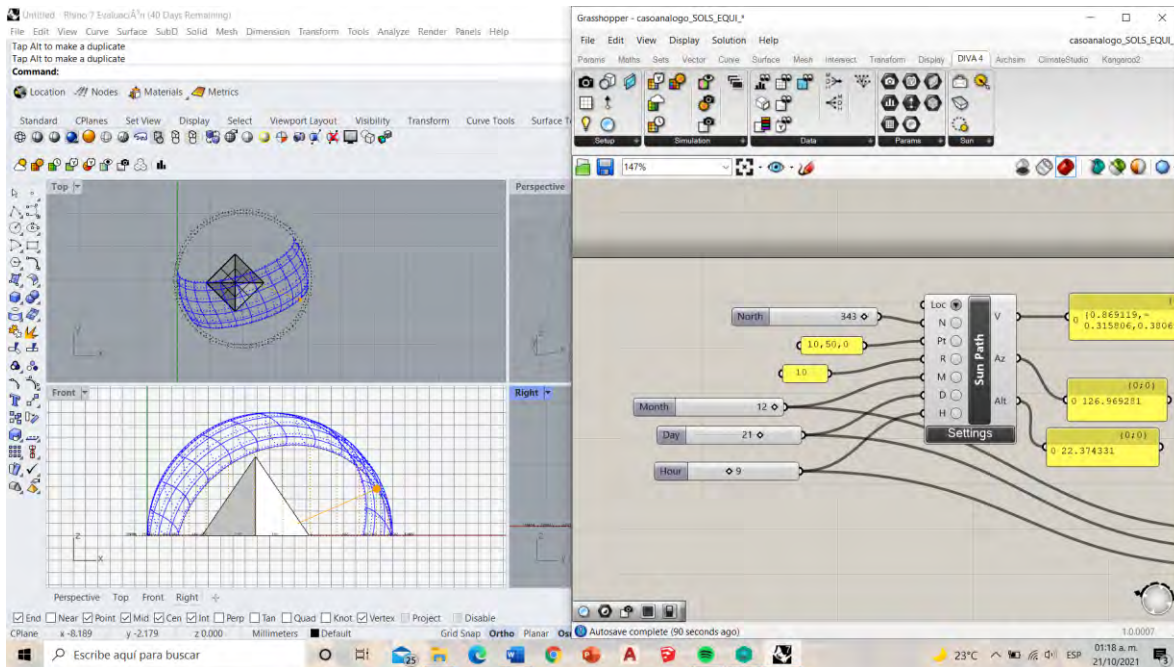 Untitled - Rhino 7 EvaluaciÃ³n (40 Days Remaining)
File Edit View Curve Surface SubD Solid Mesh Dimension Transform Tools Analyze Render Panels Help
Tap Alt to make a duplicate
Tap Alt to make a duplicate
Command:
Location Nodes Materials Metrics
Standard CPlanes Set View Display Select Viewport Layout Visibility Transform Curve Tools Surface T
Top
Perspective
Front
Right
z
x
Perspective Top Front Right
End Near Point Mid Cen Int Perp Tan Quad Knot Vertex Project Disable
CPlane x -8.189 y -2.179 z 0.000 Millimeters Default Grid Snap Ortho Planar Os
Grasshopper - casoanalogo_SOLS_EQUI_*
File Edit View Display Solution Help casoanalogo_SOLS_EQUI_
Params Maths Sets Vector Curve Surface Mesh Intersect Transform Display DIVA 4 Archsim ClimateStudio Kangaroo2
Setup Simulation Data Params Sun
147%
North 343
10,50,0
10
Month 12
Day 21
Hour 9
Loc
N
Pt
R
M
D
H
Sun Path
V
Az
Alt
Settings
0 {0.869119,-
0.315806,0.3806
{0;0}
0 126.969281
{0;0}
0 22.374331
Autosave complete (90 seconds ago) 1.0.0007
Escribe aquí para buscar
25
23°C ESP
01:18 a. m.
21/10/2021
3